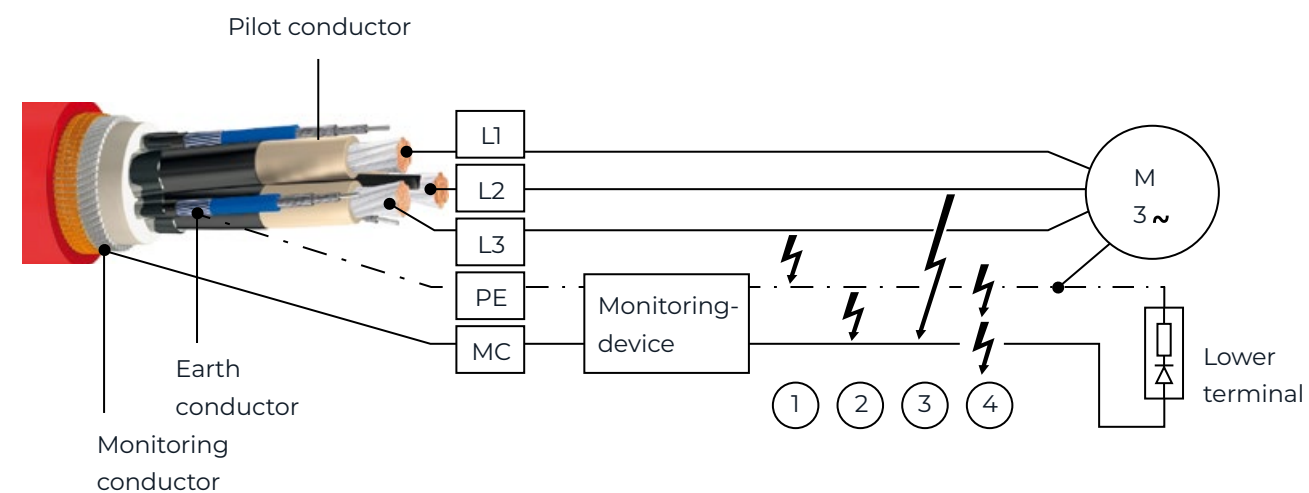 Pilot conductor
L1
L2
L3
PE
MC
Monitoring-
device
M
3~
1
2
3
4
Lower
terminal
Earth
conductor
Monitoring
conductor